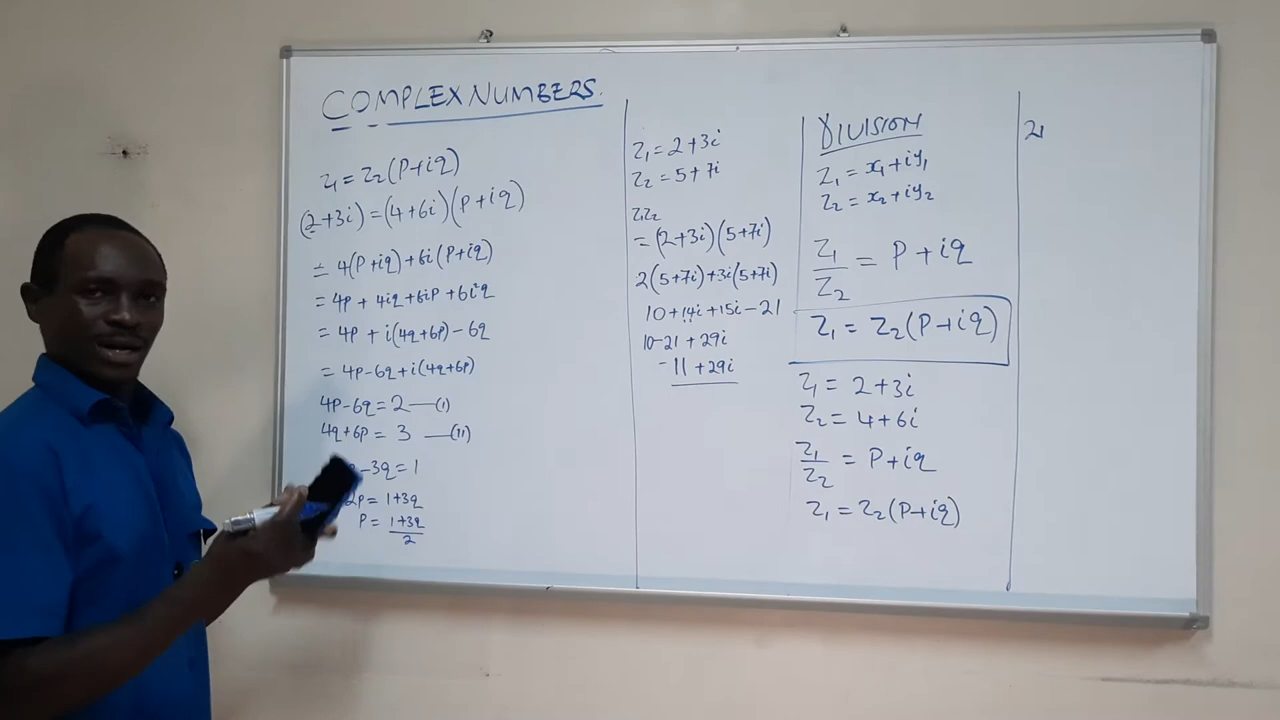 COMPLEX NUMBERS.
z₁ = z₂(P+iq)
(2+3i) = (4+6i)(P+iq)
= 4(P+iq)+6i(P+iq)
= 4P + 4iq+6iP+6i²q
= 4P + i(4q+6P) - 6q
= 4P-6q+i(4q+6P)
4P-6q = 2 —(I)
4q+6P = 3 —(II)
-3q = 1
2P = 1+3q
P = 1+3q
2
z₁ = 2+3i
z₂ = 5+7i
z₁z₂
= (2+3i)(5+7i)
2(5+7i)+3i(5+7i)
10+14i+15i-21
10-21+29i
-11+29i
DIVISION
z₁ = x₁+iy₁
z₂ = x₂+iy₂
z₁/z₂ = P+iq
z₁ = z₂(P+iq)
z₁ = 2+3i
z₂ = 4+6i
z₁/z₂ = P+iq
z₁ = z₂(P+iq)
z₁